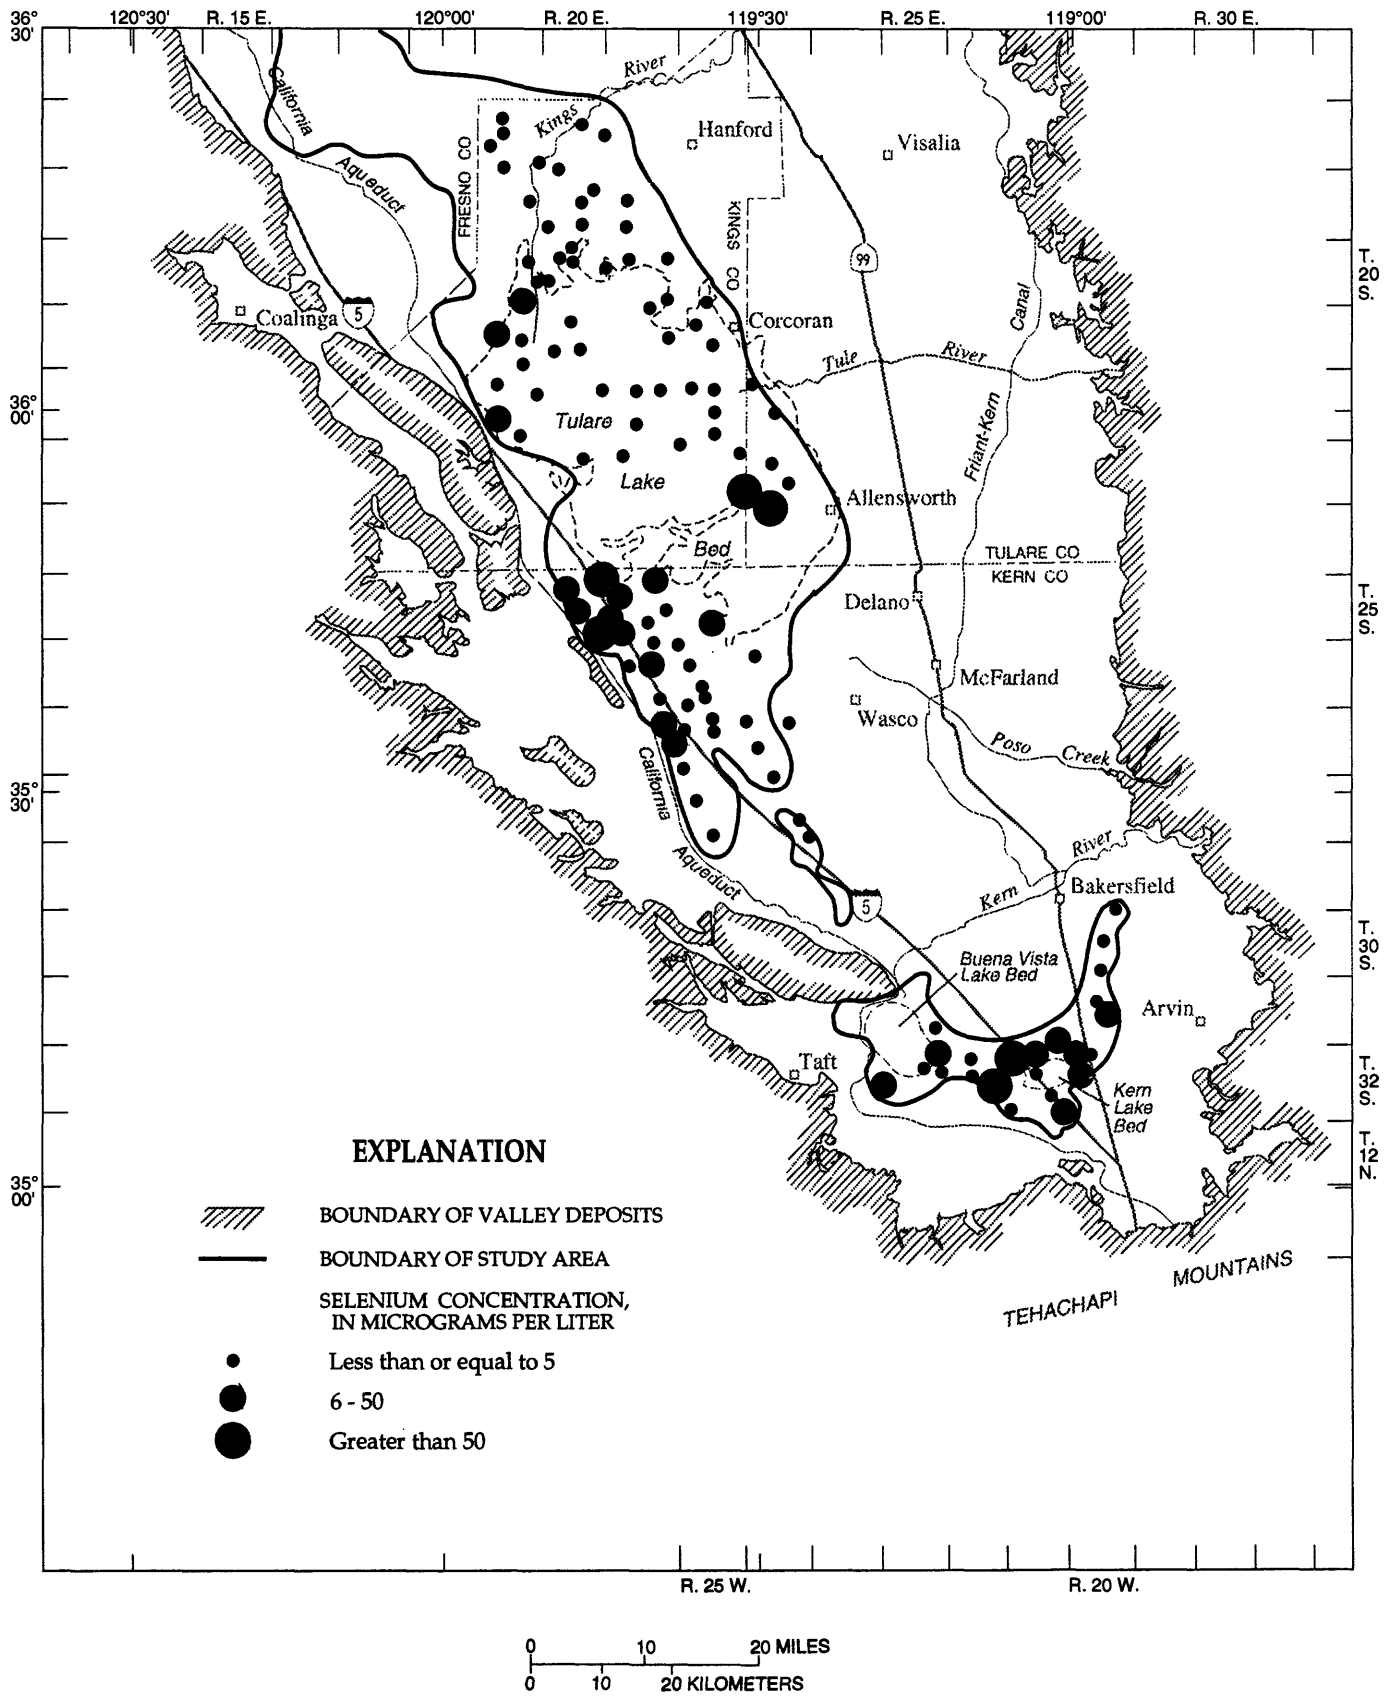 120°30' R. 15 E. 120°00' R. 20 E. 119°30' R. 25 E. 119°00' R. 30 E.
36°
30'
River
California
Kings
Hanford
Visalia
FRESNO CO
Aqueduct
KINGS CO
99
T.
20
S.
Coalinga
5
Corcoran
Canal
Tule River
36°
00'
Tulare
Friant-Kern
Lake
Allensworth
Bed
TULARE CO
KERN CO
Delano
T.
25
S.
McFarland
Wasco
Poso Creek
California
35°
30'
River
Aqueduct
Bakersfield
5
Kern
Buena Vista
Lake Bed
T.
30
S.
Arvin
Taft
T.
32
S.
Kern
Lake
Bed
T.
12
N.
EXPLANATION
35°
00'
BOUNDARY OF VALLEY DEPOSITS
BOUNDARY OF STUDY AREA
MOUNTAINS
TEHACHAPI
SELENIUM CONCENTRATION,
IN MICROGRAMS PER LITER
Less than or equal to 5
6 - 50
Greater than 50
R. 25 W. R. 20 W.
0 10 20 MILES
0 10 20 KILOMETERS